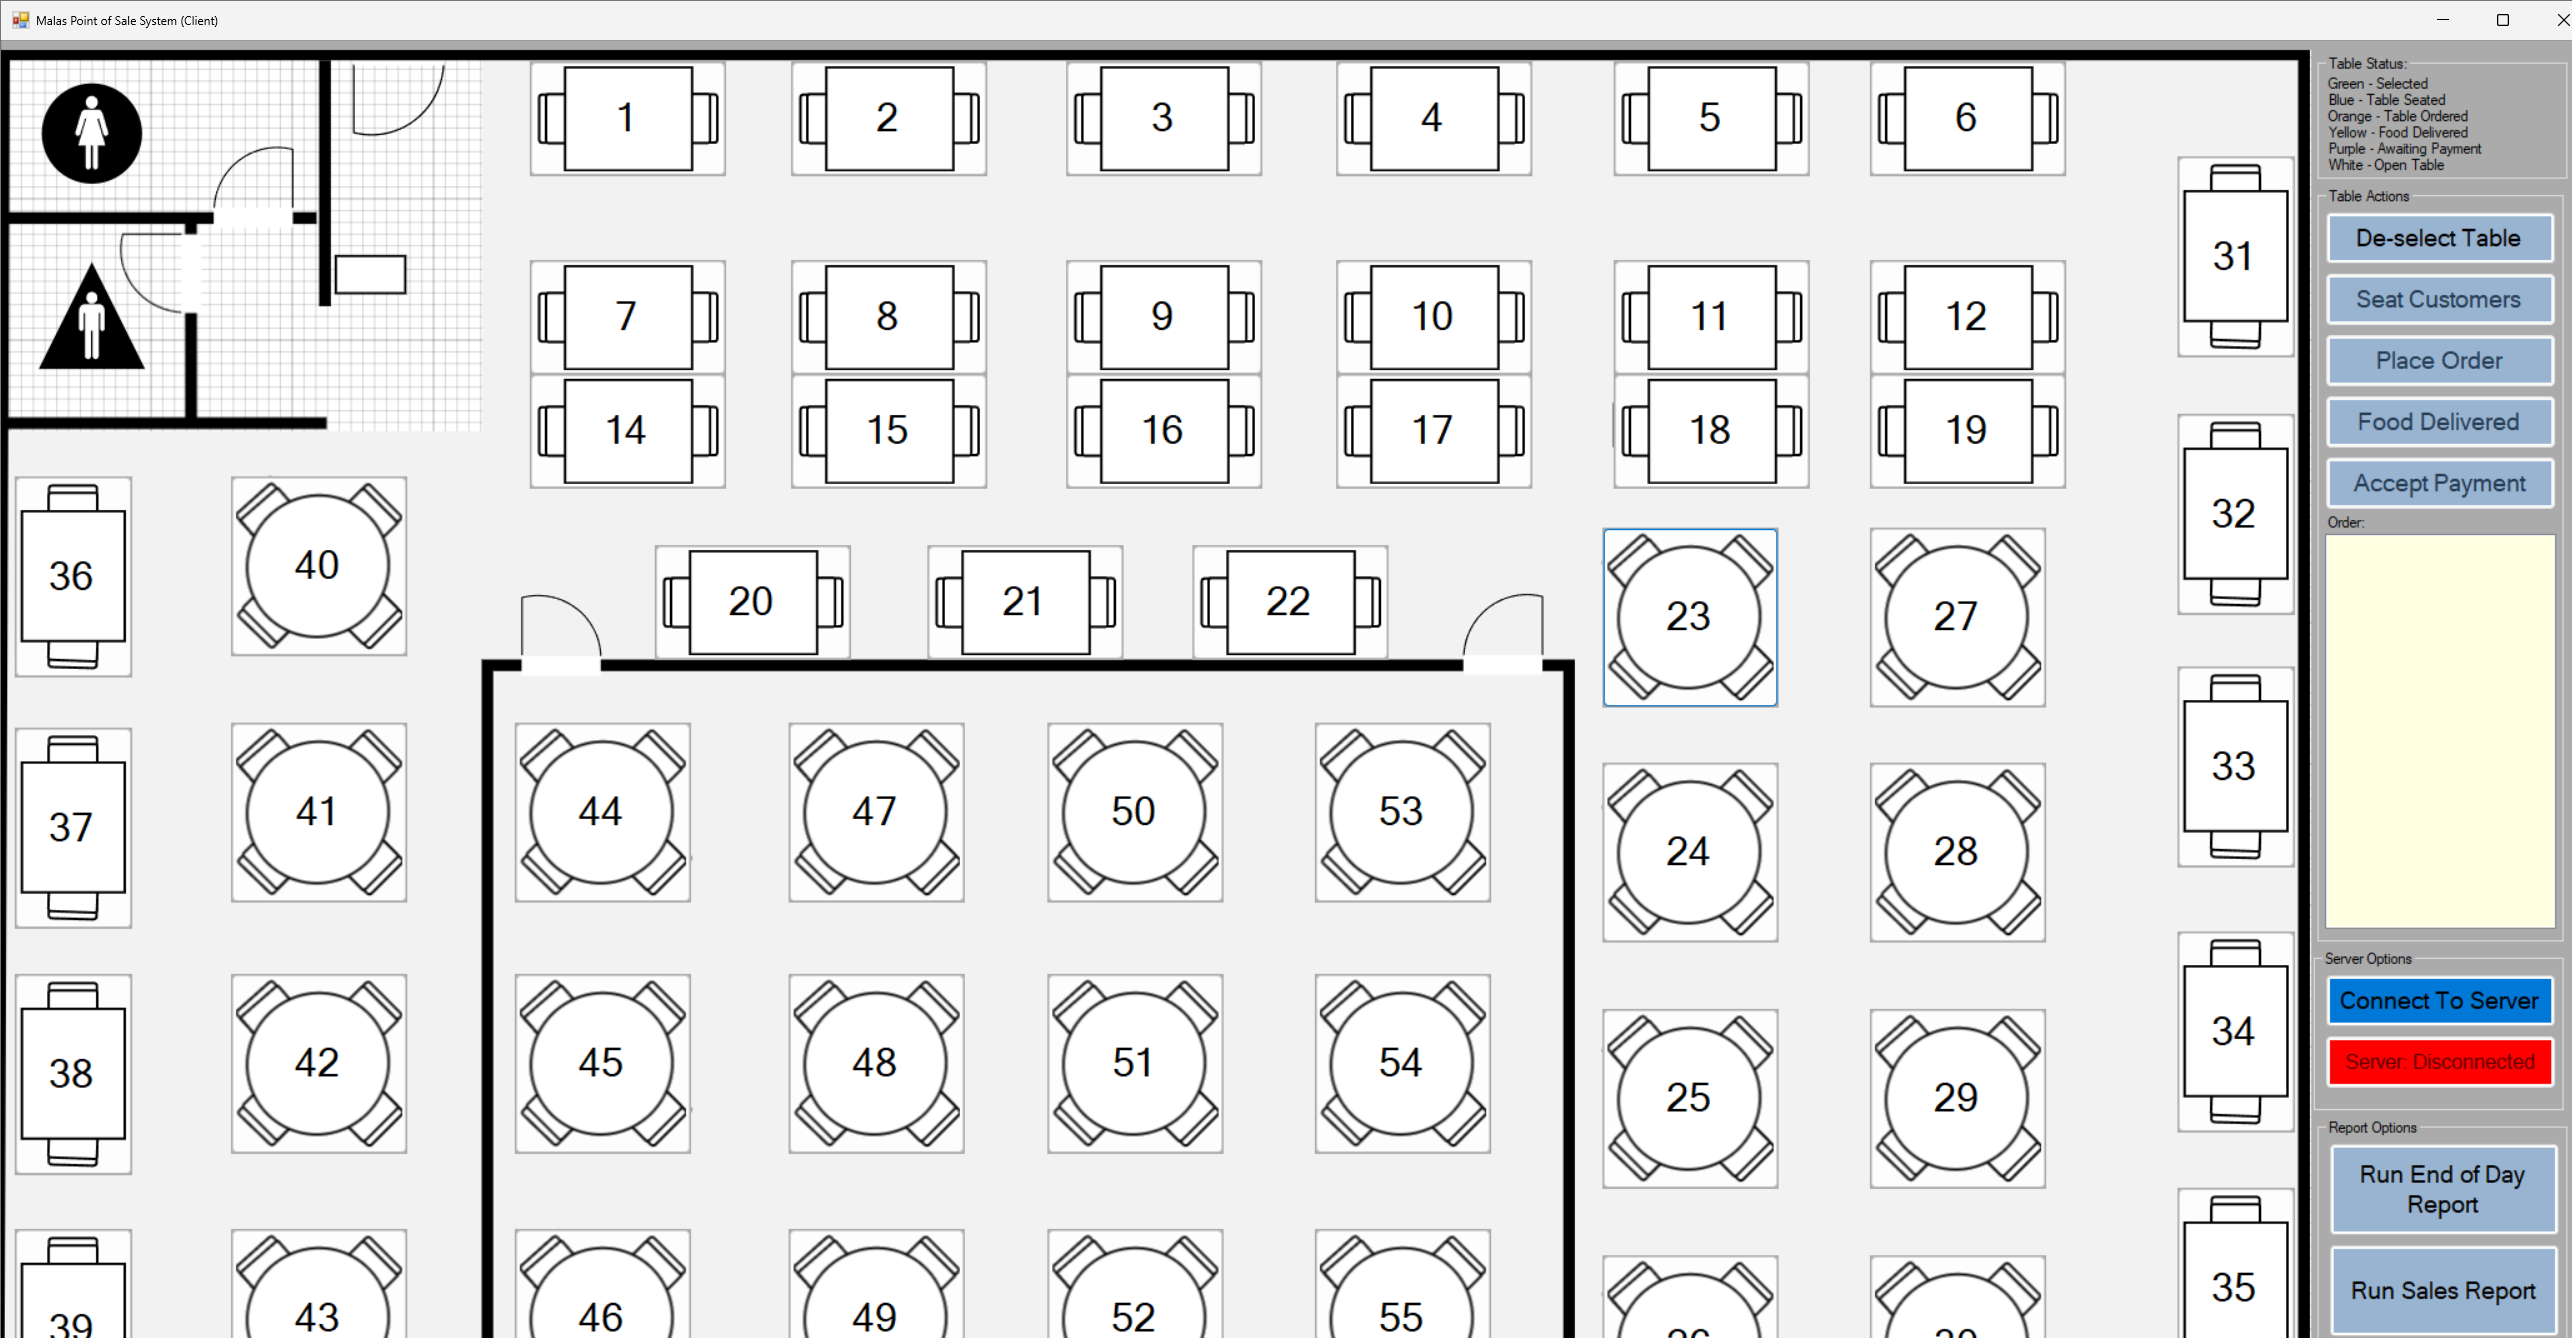 Malas Point of Sale System (Client)
1
2
3
4
5
6
7
8
9
10
11
12
14
15
16
17
18
19
20
21
22
23
27
31
32
33
34
35
36
40
37
41
44
47
50
53
24
28
38
42
45
48
51
54
25
29
39
43
46
49
52
55
26
30
Table Status:
Green - Selected
Blue - Table Seated
Orange - Table Ordered
Yellow - Food Delivered
Purple - Awaiting Payment
White - Open Table
Table Actions
De-select Table
Seat Customers
Place Order
Food Delivered
Accept Payment
Order:
Server Options
Connect To Server
Server: Disconnected
Report Options
Run End of Day
Report
Run Sales Report